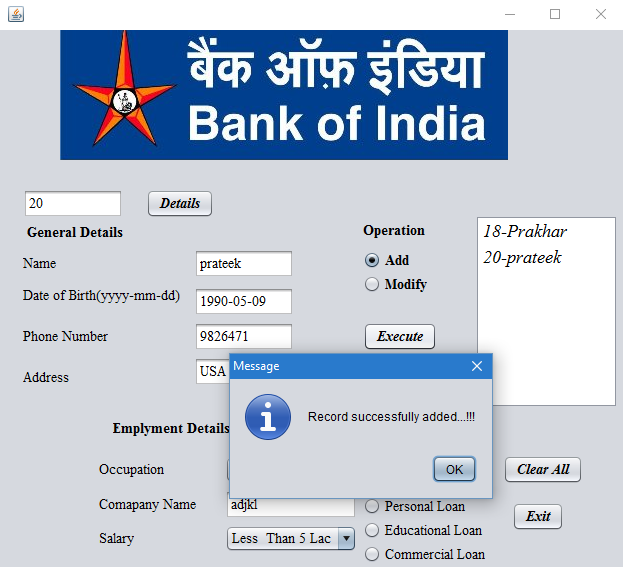 बैंक ऑफ़ इंडिया
Bank of India
20
Details
General Details
Operation
18-Prakhar
20-prateek
Name
prateek
Add
Date of Birth(yyyy-mm-dd)
1990-05-09
Modify
Phone Number
9826471
Execute
Address
USA
Message
Record successfully added...!!!
OK
Emplyment Details
Occupation
Clear All
Comapany Name
adjkl
Personal Loan
Exit
Salary
Less Than 5 Lac
Educational Loan
Commercial Loan